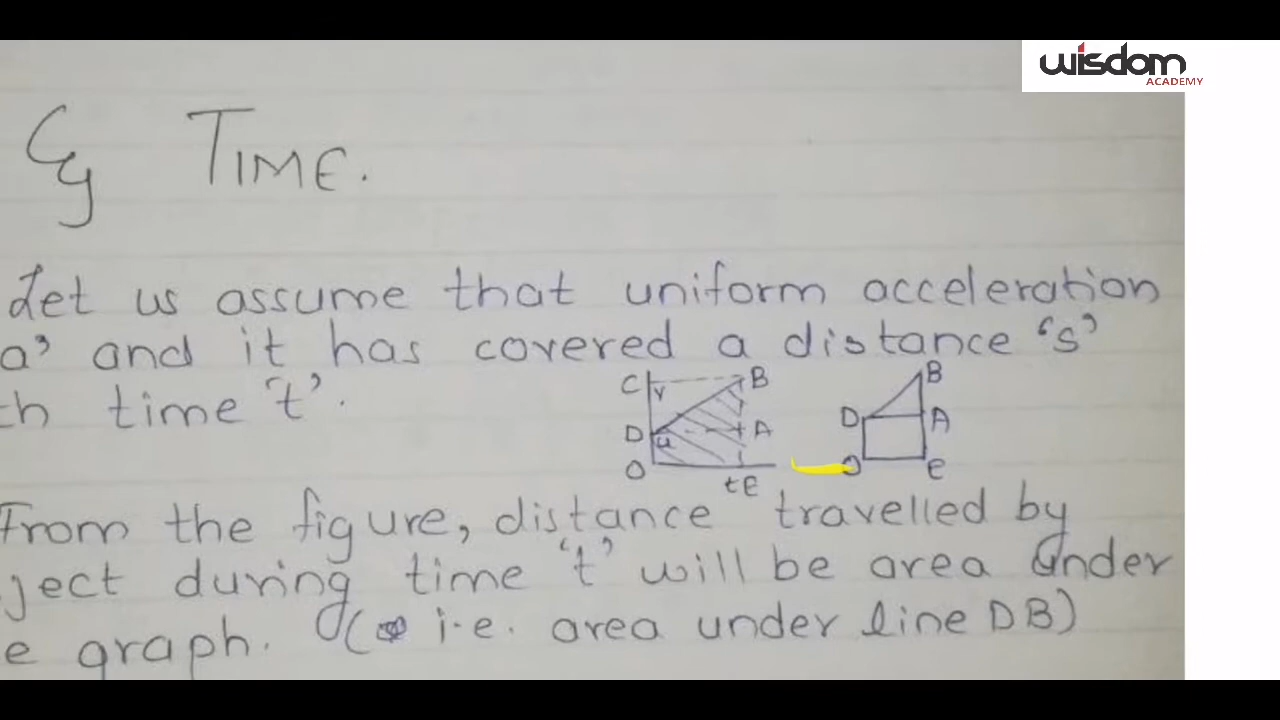 wisdom
ACADEMY
G TIME.
Let us assume that uniform acceleration
a' and it has covered a distance 's'
time 't'.
C v B
D u A
O t E
B
D A
O E
From the figure, distance travelled by
ject during time 't' will be area under
e graph. ( i.e. area under line DB)